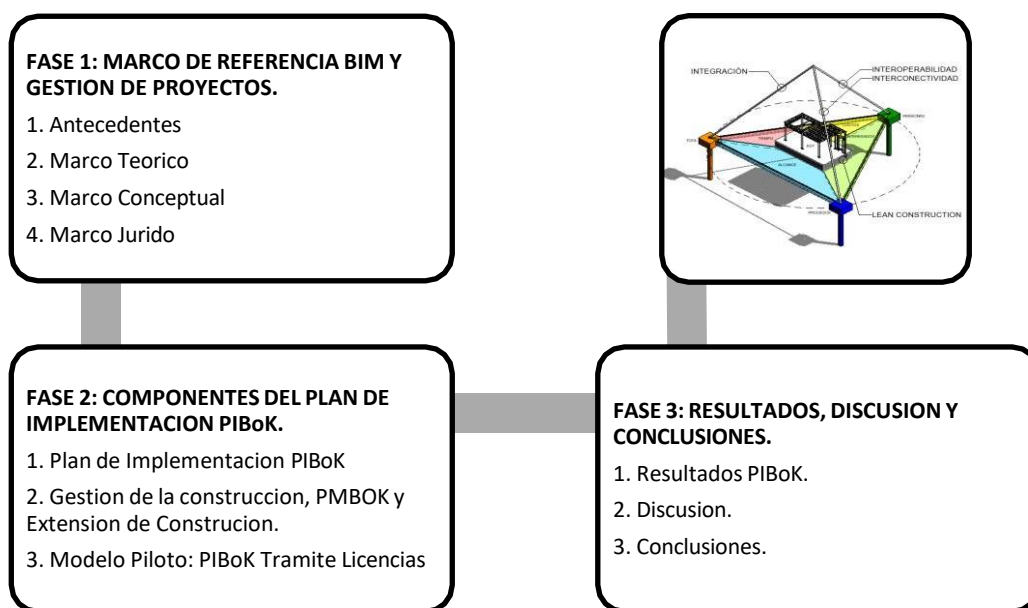 FASE 1: MARCO DE REFERENCIA BIM Y
GESTION DE PROYECTOS.
1. Antecedentes
2. Marco Teorico
3. Marco Conceptual
4. Marco Jurido
INTEGRACIÓN
INTEROPERABILIDAD
INTERCONECTIVIDAD
ALCANCE
PROCESOS
LEAN CONSTRUCTION
FASE 2: COMPONENTES DEL PLAN DE
IMPLEMENTACION PIBoK.
1. Plan de Implementacion PIBoK
2. Gestion de la construccion, PMBOK y
Extension de Construcion.
3. Modelo Piloto: PIBoK Tramite Licencias
FASE 3: RESULTADOS, DISCUSION Y
CONCLUSIONES.
1. Resultados PIBoK.
2. Discusion.
3. Conclusiones.